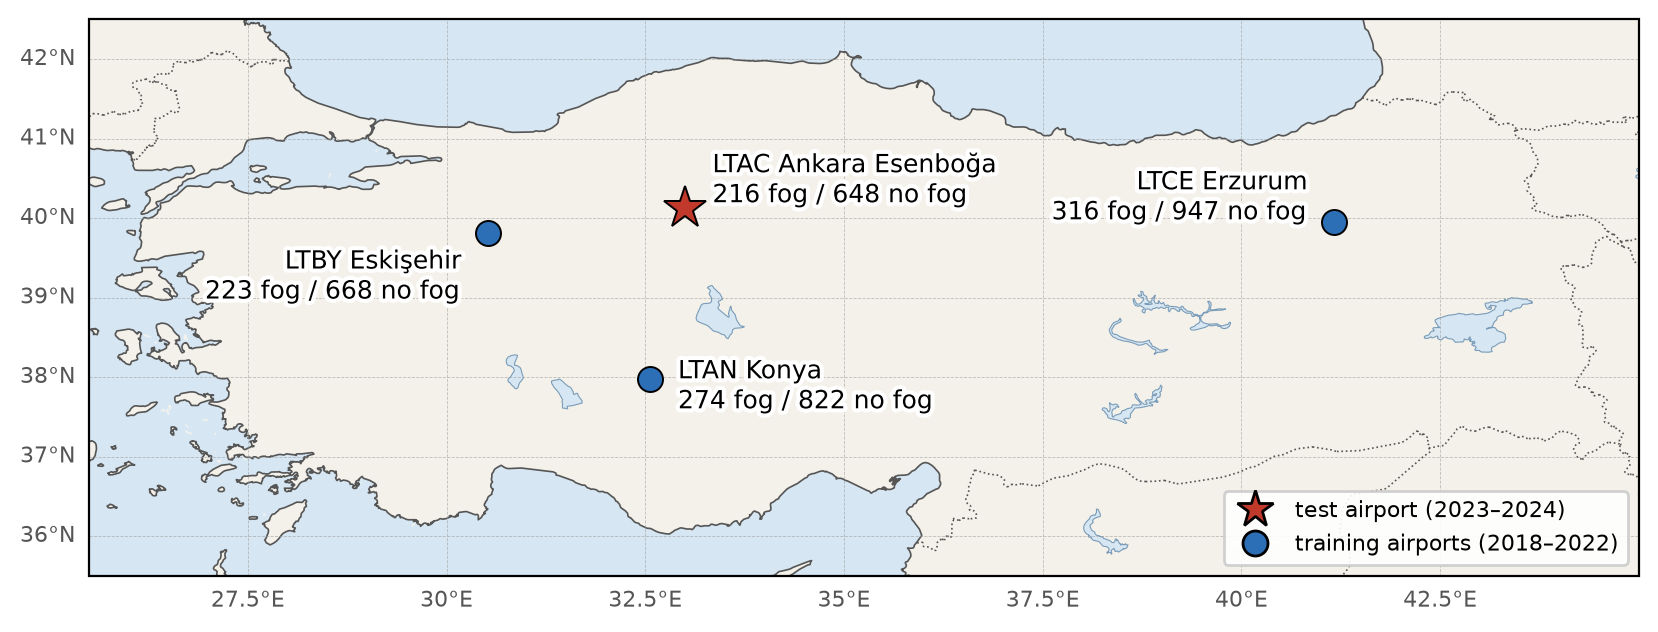 42°N
41°N
40°N
39°N
38°N
37°N
36°N
LTAC Ankara Esenboğa
216 fog / 648 no fog
LTCE Erzurum
316 fog / 947 no fog
LTBY Eskişehir
223 fog / 668 no fog
LTAN Konya
274 fog / 822 no fog
test airport (2023–2024)
training airports (2018–2022)
27.5°E
30°E
32.5°E
35°E
37.5°E
40°E
42.5°E